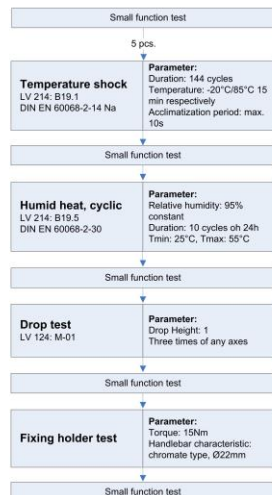 Small function test
5 pcs.
Temperature shock
LV 214: B19.1
DIN EN 60068-2-14 Na
Parameter:
Duration: 144 cycles
Temperature: -20°C/85°C 15
min respectively
Acclimatization period: max.
10s
Small function test
Humid heat, cyclic
LV 214: B19.5
DIN EN 60068-2-30
Parameter:
Relative humidity: 95%
constant
Duration: 10 cycles oh 24h
Tmin: 25°C, Tmax: 55°C
Small function test
Drop test
LV 124: M-01
Parameter:
Drop Height: 1
Three times of any axes
Small function test
Fixing holder test
Parameter:
Torque: 15Nm
Handlebar characteristic:
chromate type, Ø22mm
Small function test